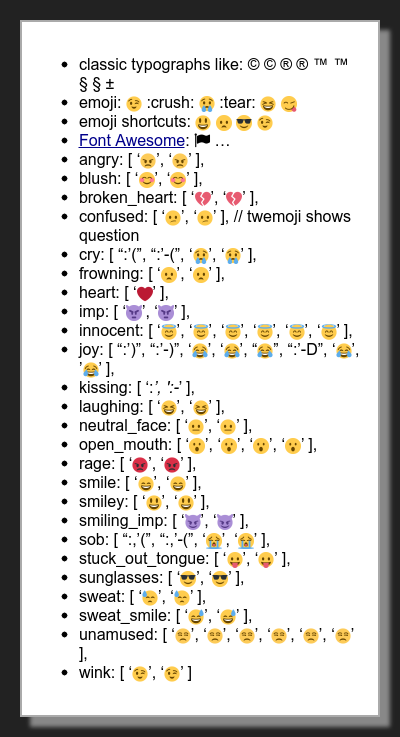 • classic typographs like: © © ® ® ™ ™
§ § ±
• emoji: 😉 :crush: 😢 :tear: 😆 😋
• emoji shortcuts: 😃 🙁 😎 😉
• Font Awesome: ⚑ …
• angry: [ ‘😠’, ‘😠’ ],
• blush: [ ‘😊’, ‘😊’ ],
• broken_heart: [ ‘💔’, ‘💔’ ],
• confused: [ ‘😕’, ‘😕’ ], // twemoji shows
question
• cry: [ “:’(”, “:’-(”, ‘😢’, ‘😢’ ],
• frowning: [ ‘😦’, ‘😦’ ],
• heart: [ ‘❤️’ ],
• imp: [ ‘👿’, ‘👿’ ],
• innocent: [ ‘😇’, ‘😇’, ‘😇’, ‘😇’, ‘😇’, ‘😇’ ],
• joy: [ “:’)”, “:’-)”, ‘😂’, ‘😂’, “😂”, “:’-D”, ‘😂’,
’😂’ ],
• kissing: [ ‘:’, ‘:-’ ],
• laughing: [ ‘😆’, ‘😆’ ],
• neutral_face: [ ‘😐’, ‘😐’ ],
• open_mouth: [ ‘😮’, ‘😮’, ‘😮’, ‘😮’ ],
• rage: [ ‘😡’, ‘😡’ ],
• smile: [ ‘😄’, ‘😄’ ],
• smiley: [ ‘😃’, ‘😃’ ],
• smiling_imp: [ ‘😈’, ‘😈’ ],
• sob: [ “:,’(”, “:,’-(”, ‘😭’, ‘😭’ ],
• stuck_out_tongue: [ ‘😛’, ‘😛’ ],
• sunglasses: [ ‘😎’, ‘😎’ ],
• sweat: [ ‘😓’, ‘😓’ ],
• sweat_smile: [ ‘😅’, ‘😅’ ],
• unamused: [ ‘😒’, ‘😒’, ‘😒’, ‘😒’, ‘😒’, ‘😒’
],
• wink: [ ‘😉’, ‘😉’ ]